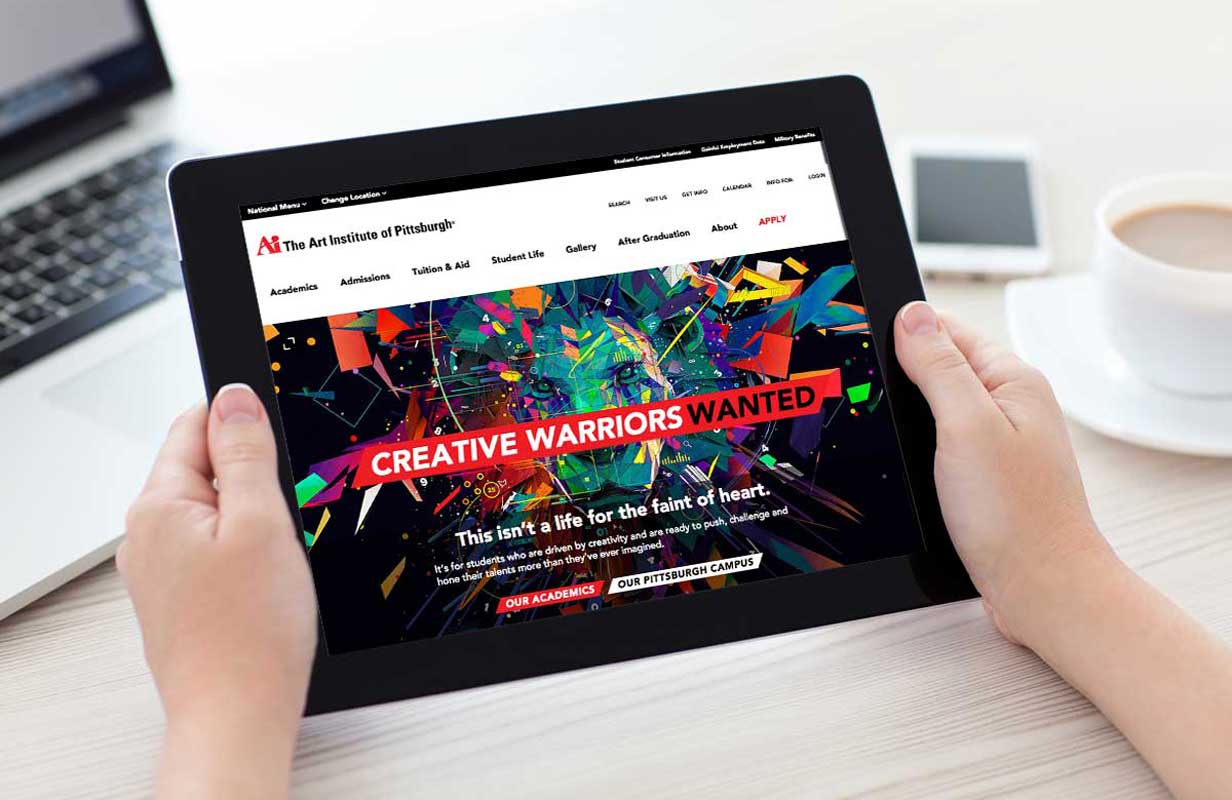 National Menu
Change Location
Student Consumer Information
Gainful Employment Data
Military Benefits
SEARCH
VISIT US
GET INFO
CALENDAR
INFO FOR:
LOGIN
Ai The Art Institute of Pittsburgh
Academics
Admissions
Tuition & Aid
Student Life
Gallery
After Graduation
About
APPLY
CREATIVE WARRIORS WANTED
This isn't a life for the faint of heart.
It's for students who are driven by creativity and are ready to push, challenge and
hone their talents more than they've ever imagined.
OUR ACADEMICS
OUR PITTSBURGH CAMPUS